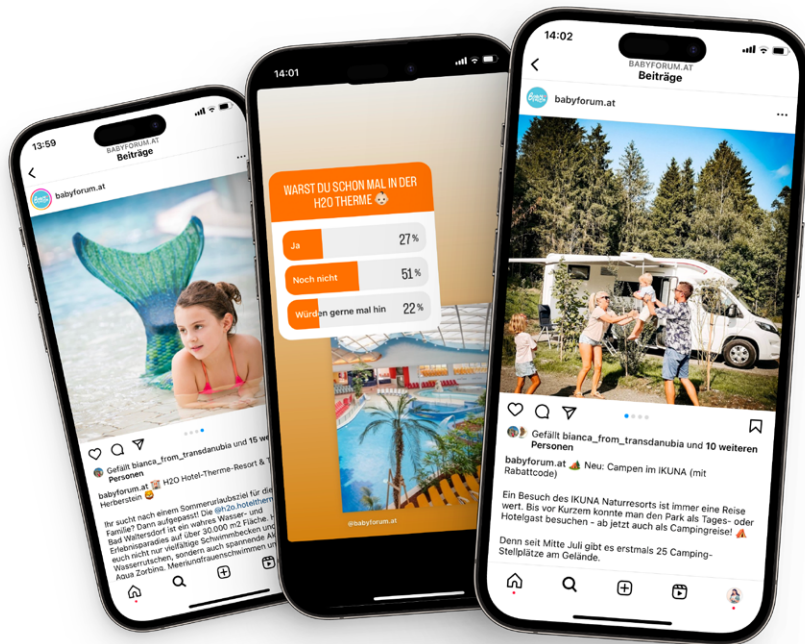 13:59
BABYFORUM.AT
Beiträge
babyforum.at
Gefällt bianca_from_transdanubia und 15 we
Personen
babyforum.at H2O Hotel-Therme-Resort & T
Herberstein
Ihr sucht nach einem Sommerurlaubsziel für die
Familie? Dann aufgepasst! Die @h2o.hoteltherm
Bad Waltersdorf ist ein wahres Wasser- und
Erlebnisparadies auf über 30.000 m2 Fläche. H
euch nicht nur vielfältige Schwimmbecken und
Wasserrutschen, sondern auch spannende Ak
Aqua Zorbing, Meerjungfrauenschwimmen un
14:01
WARST DU SCHON MAL IN DER
H2O THERME
Ja 27%
Noch nicht 51%
Würden gerne mal hin 22%
@babyforum.at
14:02
BABYFORUM.AT
Beiträge
babyforum.at
Gefällt bianca_from_transdanubia und 10 weiteren
Personen
babyforum.at Neu: Campen im IKUNA (mit
Rabattcode)
Ein Besuch des IKUNA Naturresorts ist immer eine Reise
wert. Bis vor Kurzem konnte man den Park als Tages- oder
Hotelgast besuchen - ab jetzt auch als Campingreise!
Denn seit Mitte Juli gibt es erstmals 25 Camping-
Stellplätze am Gelände.